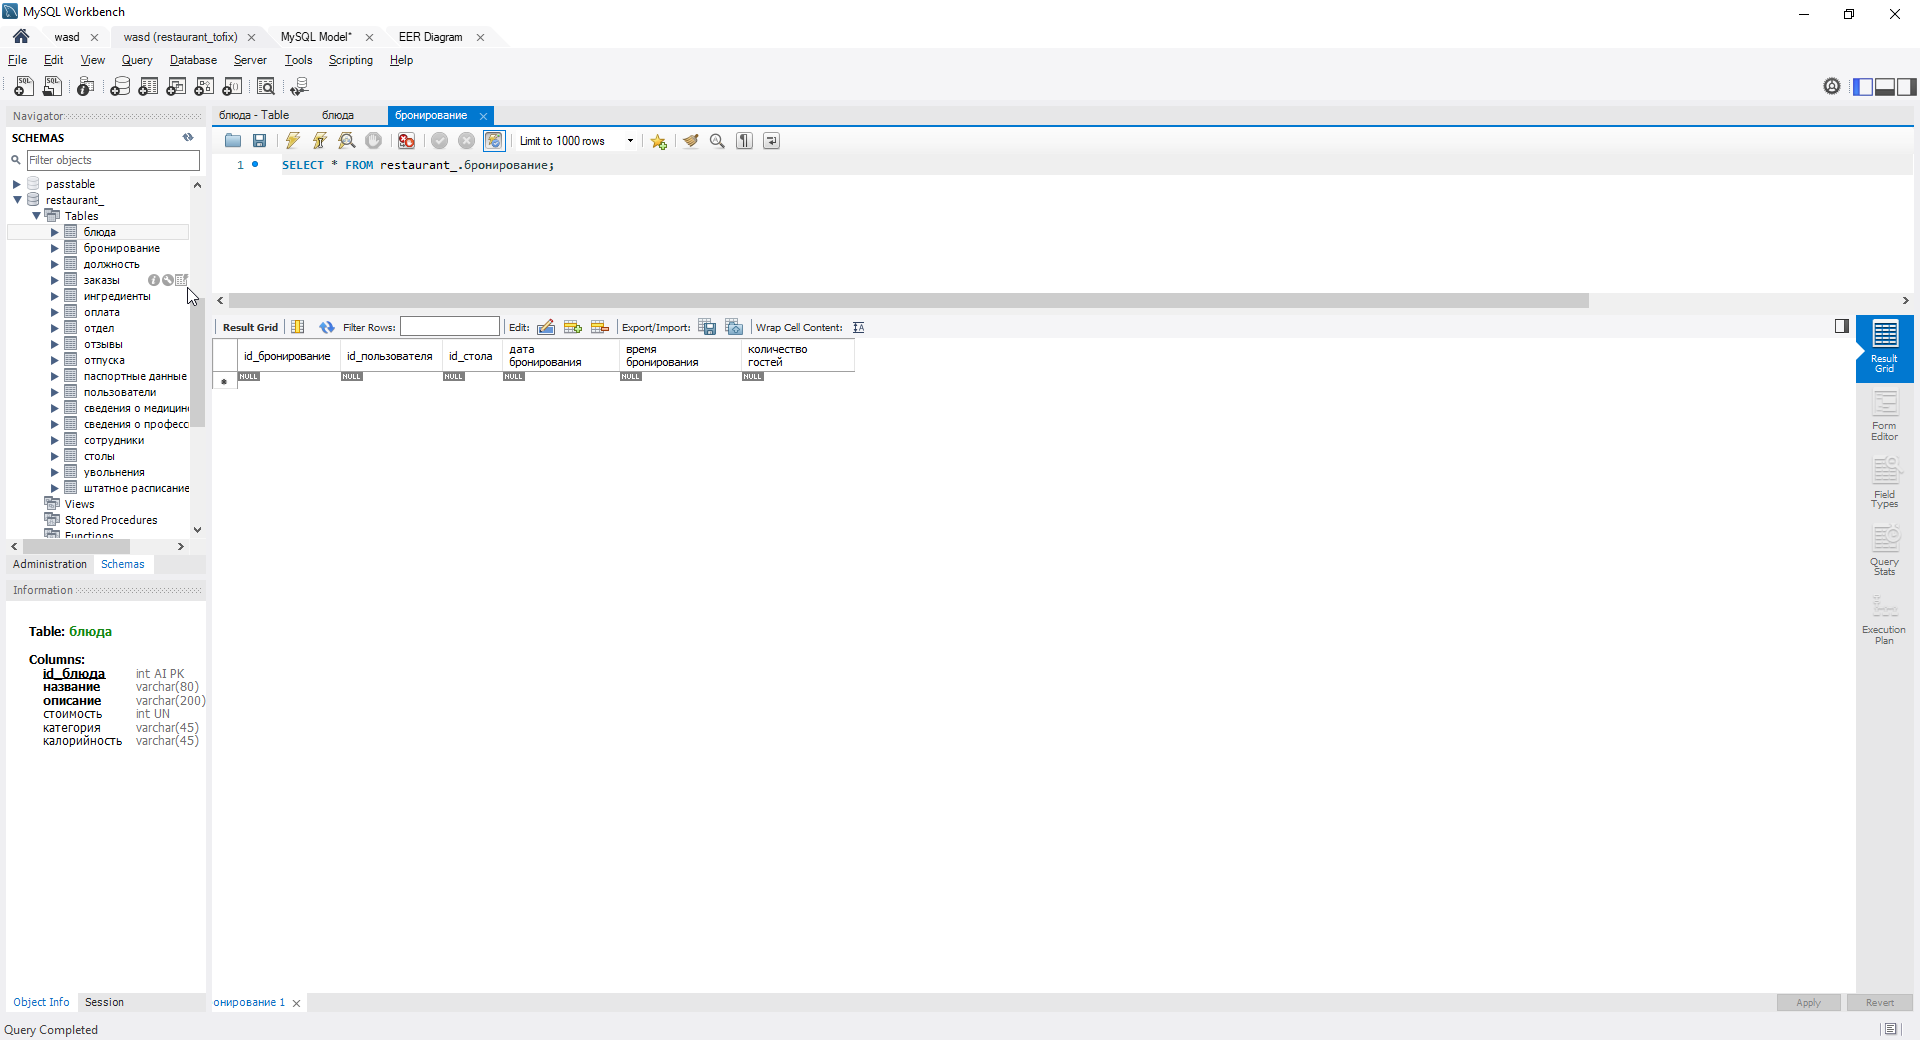 MySQL Workbench
wasd
wasd (restaurant_tofix)
MySQL Model*
EER Diagram
File Edit View Query Database Server Tools Scripting Help
Navigator
SCHEMAS
Filter objects
passtable
restaurant_
Tables
блюда
бронирование
должность
заказы
ингредиенты
оплата
отдел
отзывы
отпуска
паспортные данные
пользователи
сведения о медицин
сведения о професс
сотрудники
столы
увольнения
штатное расписание
Views
Stored Procedures
Functions
Administration Schemas
Information
Table: блюда
Columns:
id_блюда int AI PK
название varchar(80)
описание varchar(200)
стоимость int UN
категория varchar(45)
калорийность varchar(45)
Object Info Session
Query Completed
блюда - Table
блюда
бронирование
Limit to 1000 rows
1 SELECT * FROM restaurant_.бронирование;
Result Grid Filter Rows: Edit: Export/Import: Wrap Cell Content:
id_бронирование id_пользователя id_стола дата бронирования время бронирования количество гостей
NULL NULL NULL NULL NULL NULL
Result Grid
Form Editor
Field Types
Query Stats
Execution Plan
онирование 1
Apply Revert